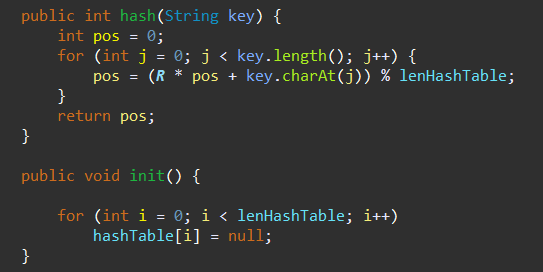 public int hash(String key) {
    int pos = 0;
    for (int j = 0; j < key.length(); j++) {
        pos = (R * pos + key.charAt(j)) % lenHashTable;
    }
    return pos;
}
public void init() {
    for (int i = 0; i < lenHashTable; i++)
        hashTable[i] = null;
}